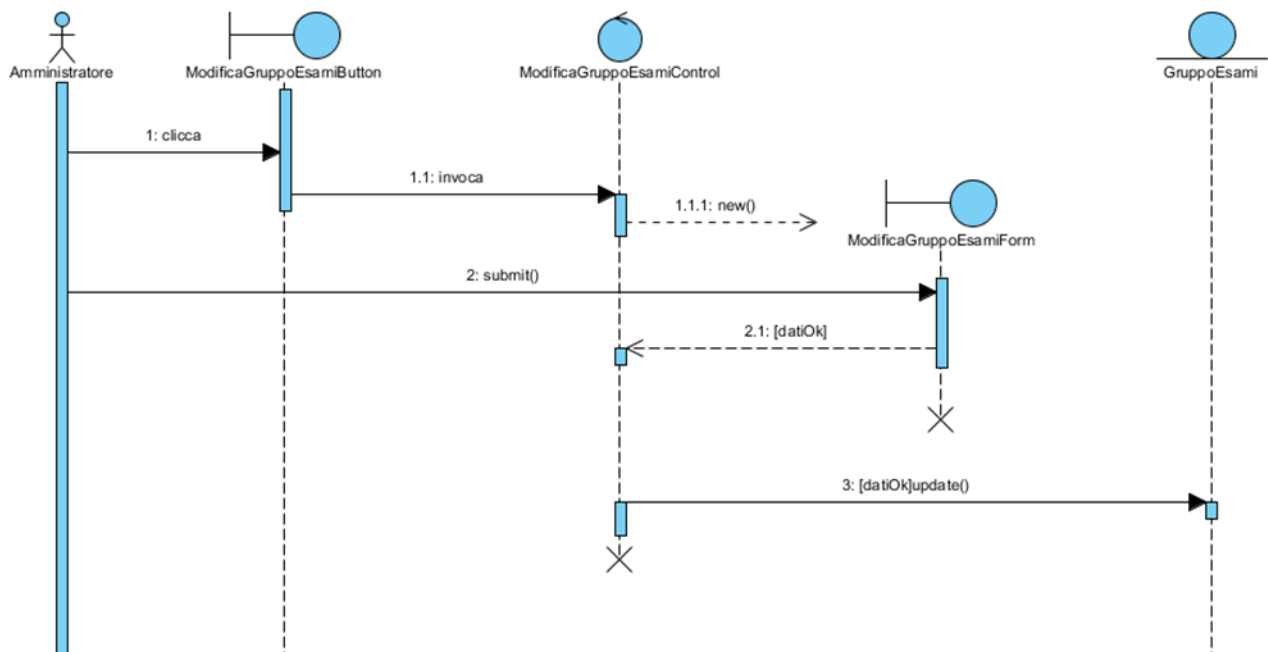 Amministratore
ModificaGruppoEsamiButton
ModificaGruppoEsamiControl
GruppoEsami
1: clicca
1.1: invoca
1.1.1: new()
ModificaGruppoEsamiForm
2: submit()
2.1: [datiOk]
3: [datiOk]update()